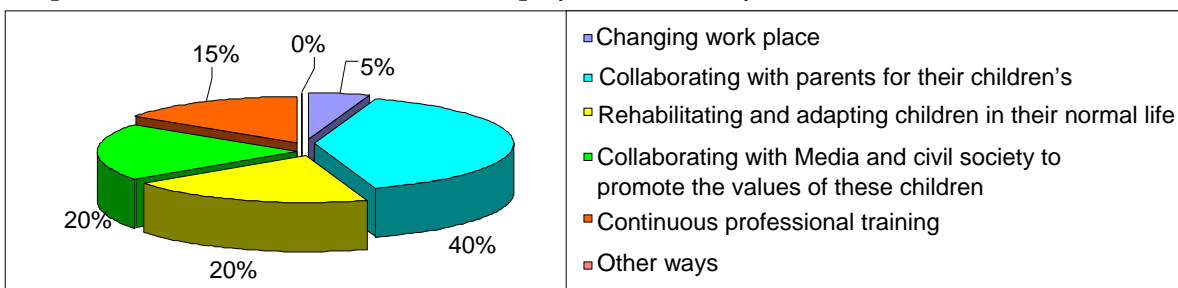 0%
15%
5%
20%
20%
40%
Changing work place
Collaborating with parents for their children's
Rehabilitating and adapting children in their normal life
Collaborating with Media and civil society to
promote the values of these children
Continuous professional training
Other ways